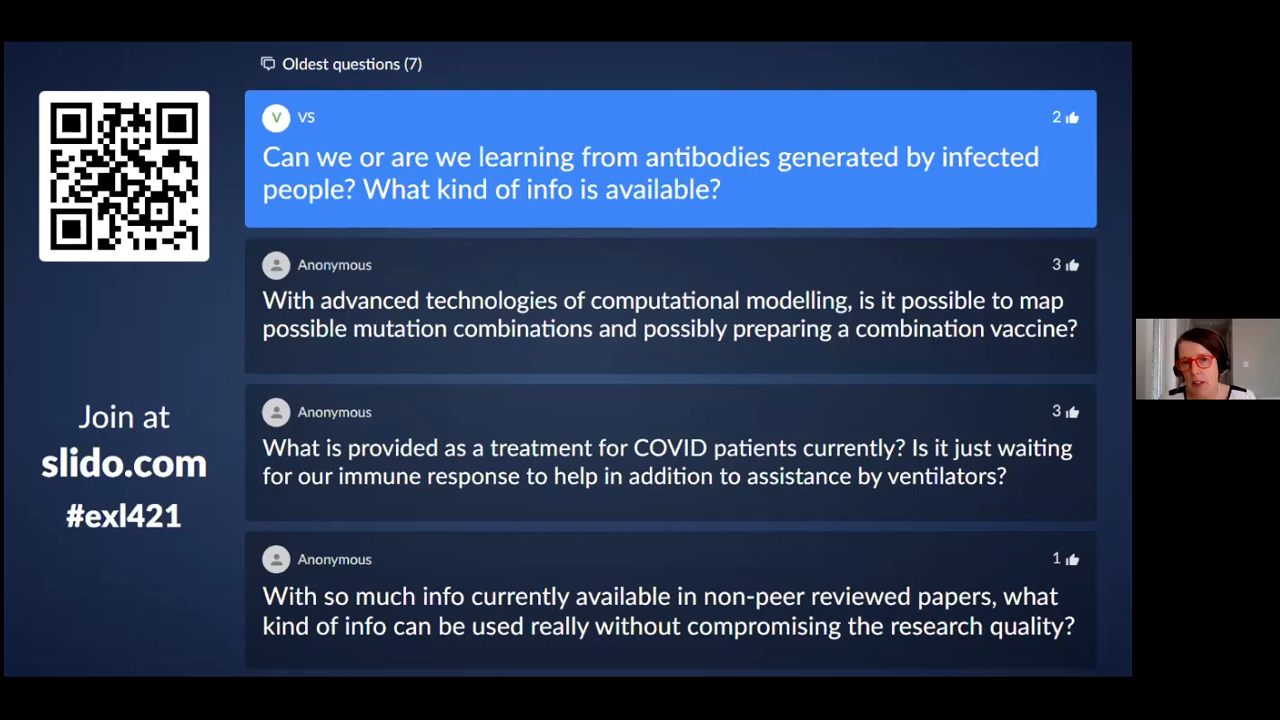 Oldest questions (7)
V VS 2
Can we or are we learning from antibodies generated by infected
people? What kind of info is available?
Anonymous 3
With advanced technologies of computational modelling, is it possible to map
possible mutation combinations and possibly preparing a combination vaccine?
Anonymous 3
What is provided as a treatment for COVID patients currently? Is it just waiting
for our immune response to help in addition to assistance by ventilators?
Anonymous 1
With so much info currently available in non-peer reviewed papers, what
kind of info can be used really without compromising the research quality?
Join at
slido.com
#exl421